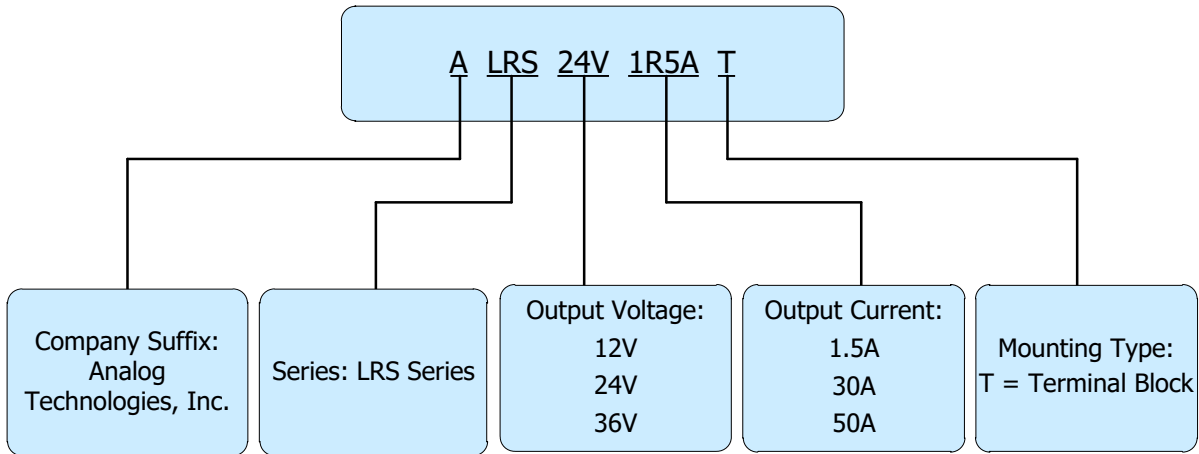 A LRS 24V 1R5A T
Company Suffix:
Analog
Technologies, Inc.
Series: LRS Series
Output Voltage:
12V
24V
36V
Output Current:
1.5A
30A
50A
Mounting Type:
T = Terminal Block